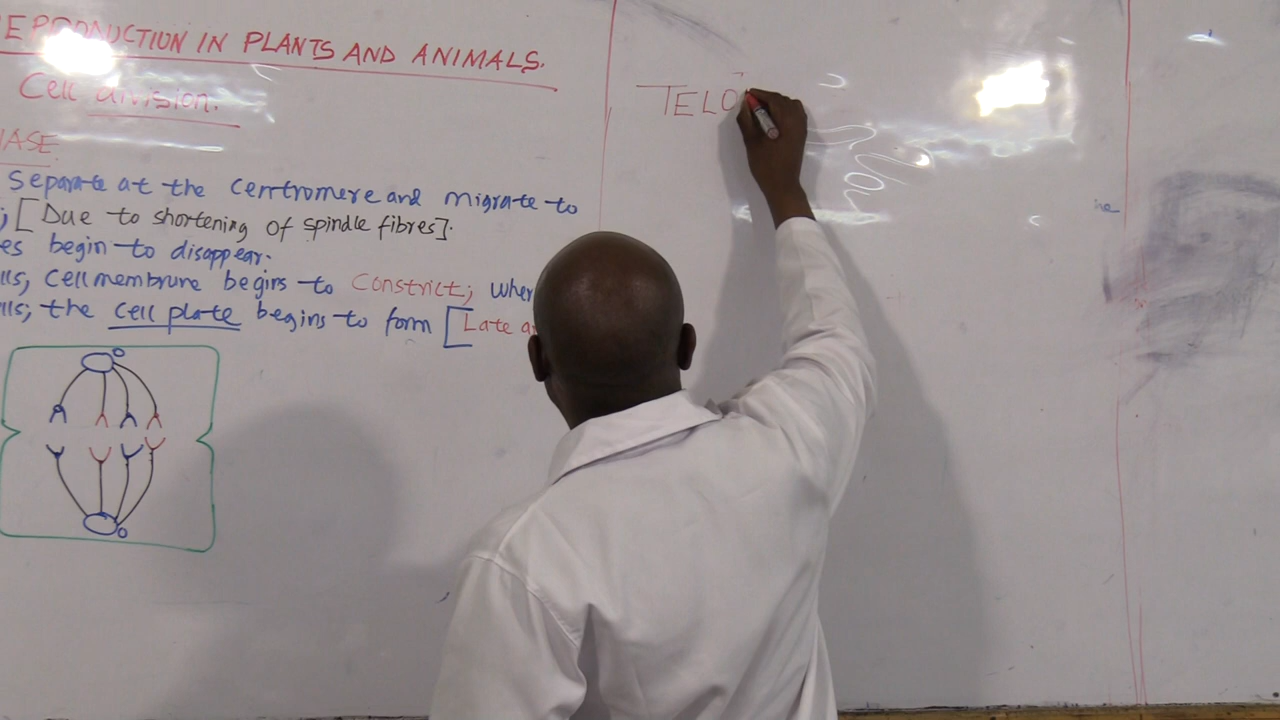 EPRODUCTION IN PLANTS AND ANIMALS.
Cell division.
HASE
separate at the centromere and migrate to
; [Due to shortening of spindle fibres].
es begin to disappear.
lls, cell membrane begins to constrict; wher
lls; the cell plate begins to form [Late a
TELO